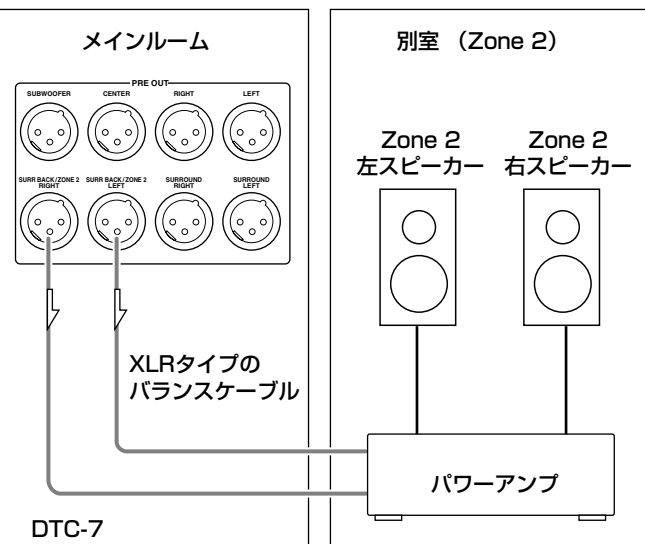 メインルーム
別室 （Zone 2）
PRE OUT
SUBWOOFER
CENTER
RIGHT
LEFT
SURR BACK/ZONE 2
RIGHT
SURR BACK/ZONE 2
LEFT
SURROUND
RIGHT
SURROUND
LEFT
Zone 2
左スピーカー
Zone 2
右スピーカー
XLRタイプの
バランスケーブル
パワーアンプ
DTC-7